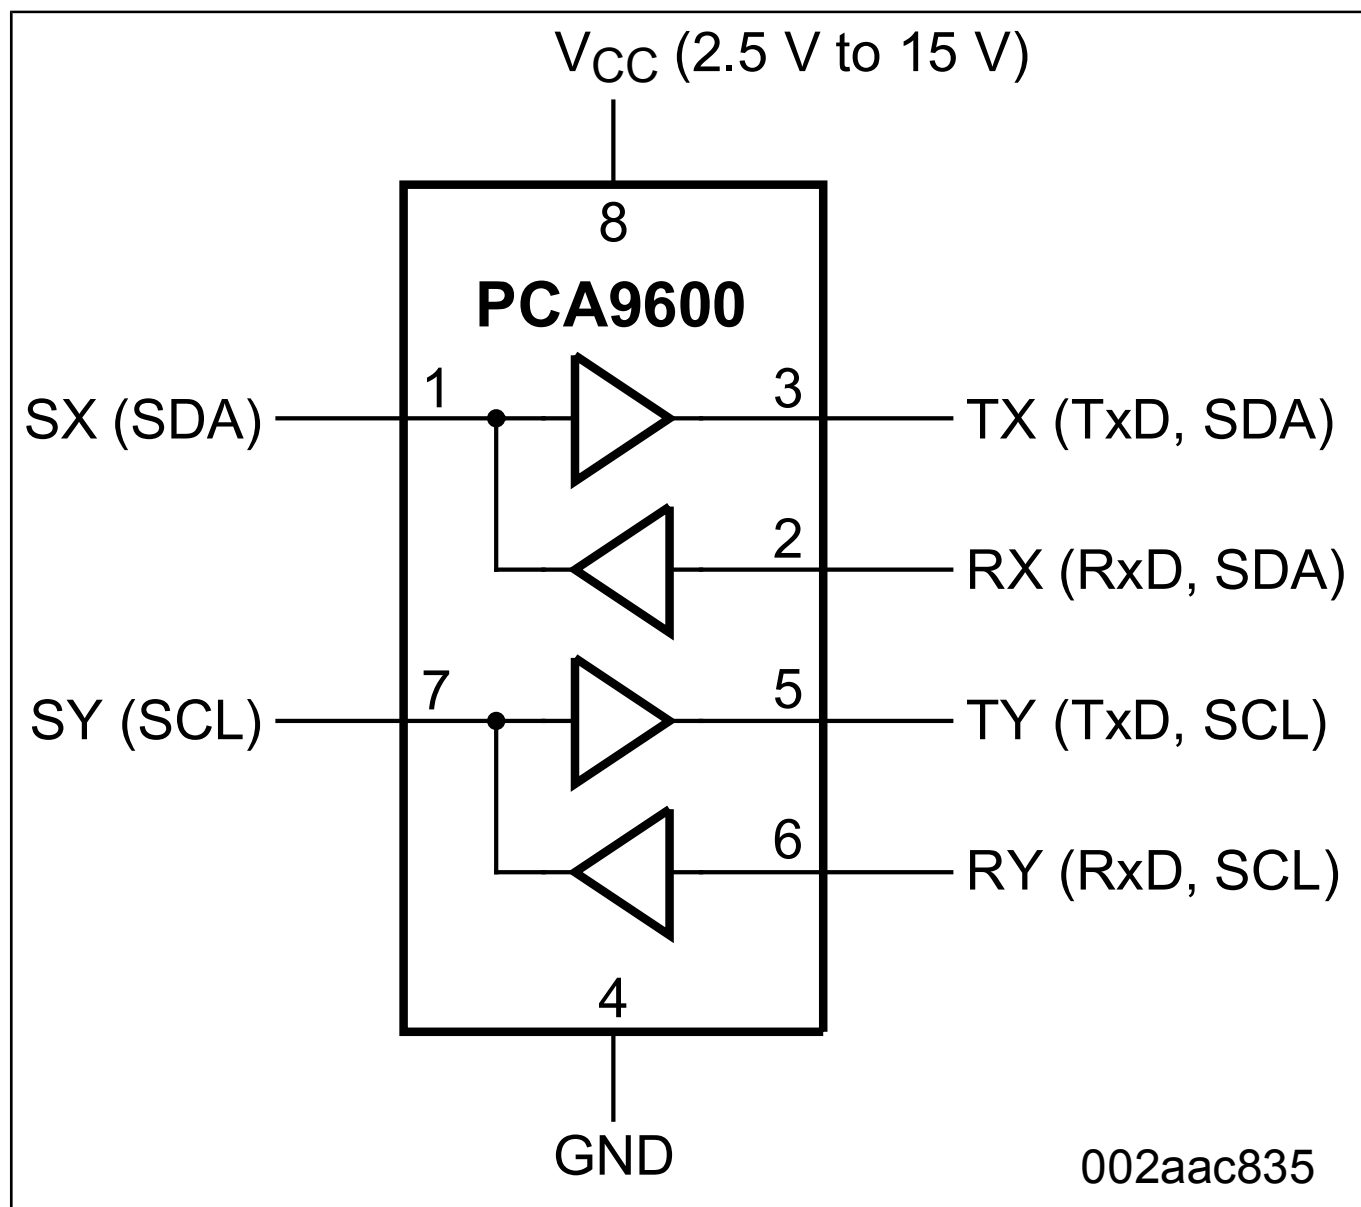 VCC (2.5 V to 15 V)
8
PCA9600
SX (SDA) 1 3 TX (TxD, SDA)
2 RX (RxD, SDA)
SY (SCL) 7 5 TY (TxD, SCL)
6 RY (RxD, SCL)
4
GND
002aac835